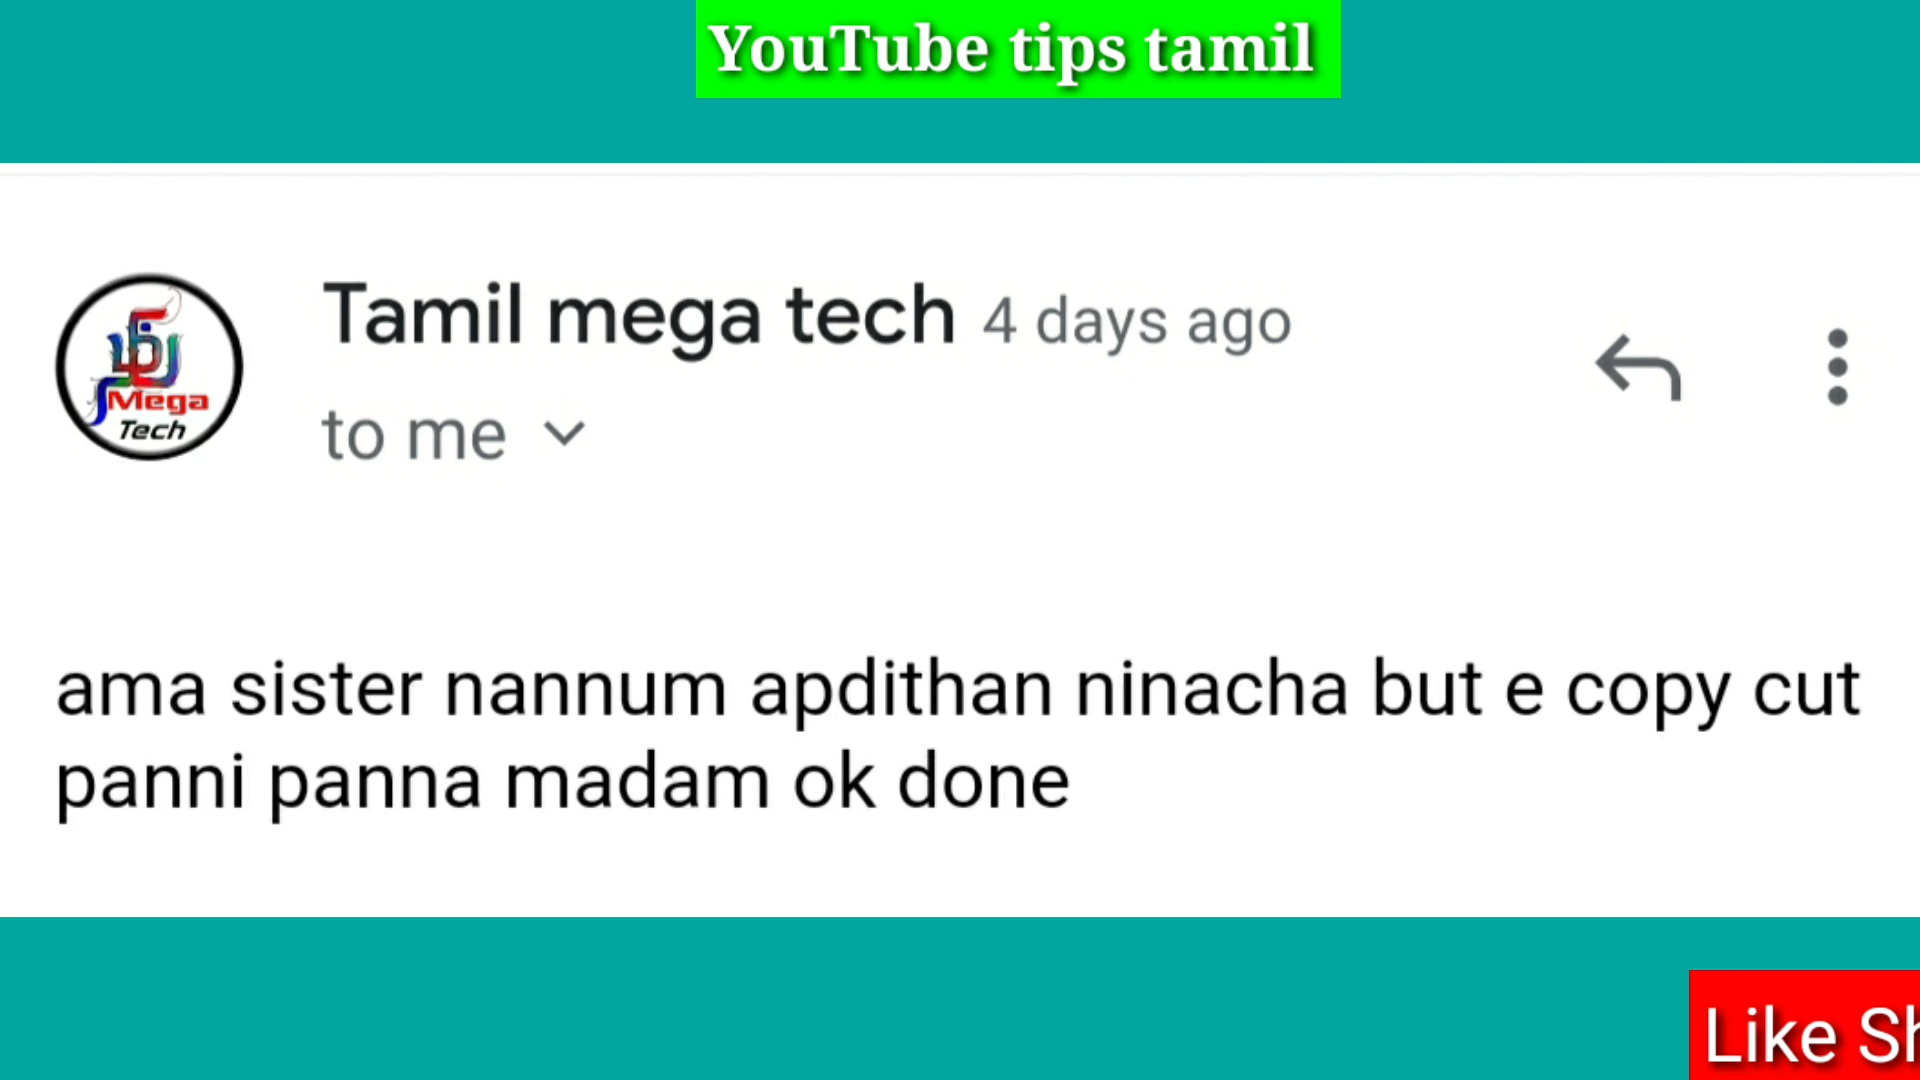 YouTube tips tamil
Tamil mega tech 4 days ago
Mega
Tech
to me
ama sister nannum apdithan ninacha but e copy cut
panni panna madam ok done
Like Sh